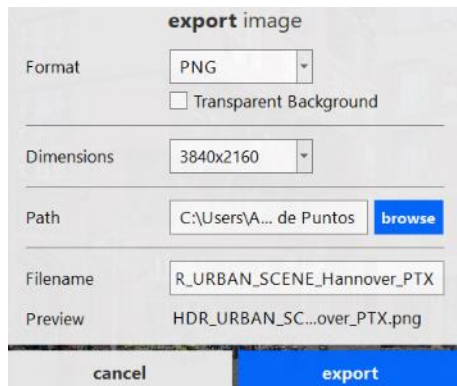 export image
Format PNG
Transparent Background
Dimensions 3840x2160
Path C:\Users\A... de Puntos browse
Filename R_URBAN_SCENE_Hannover_PTX
Preview HDR_URBAN_SC...over_PTX.png
cancel export